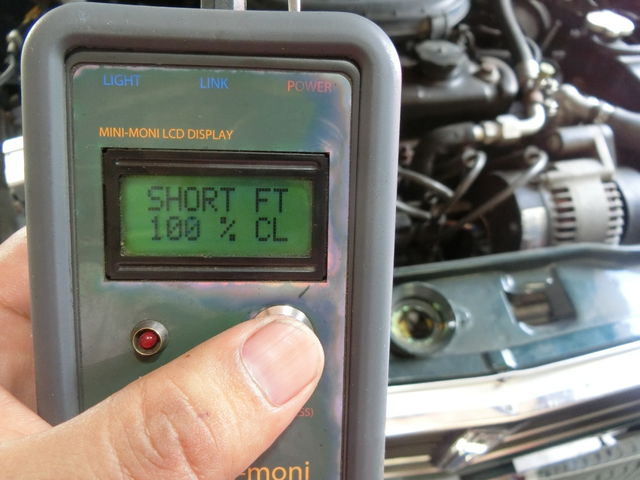 LIGHT LINK POWER
MINI-MONI LCD DISPLAY
SHORT FT
100 % CL
-moni